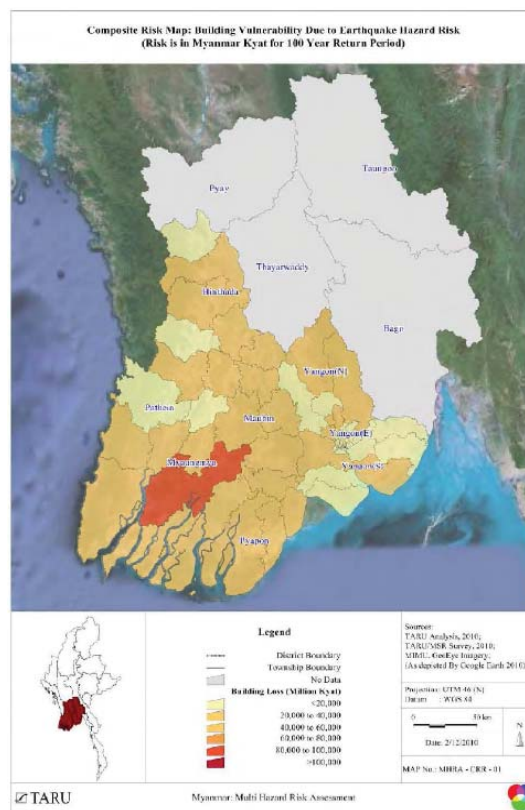 Composite Risk Map: Building Vulnerability Due to Earthquake Hazard Risk
(Risk is in Myanmar Kyat for 100 Year Return Period)
Pyay
Taungoo
Thayarwaddy
Hinthada
Bago
Yangon(N)
Pathein
Maubin
Yangon(E)
Myaungmya
Yangon(S)
Pyapon
Legend
District Boundary
Township Boundary
No Data
Building Loss (Million Kyat)
<20,000
20,000 to 40,000
40,000 to 60,000
60,000 to 80,000
80,000 to 100,000
>100,000
Sources:
TARU Analysis, 2010;
TARU/MSR Survey, 2010;
MIMU, GeoEye Imagery,
(As depicted By Google Earth 2010)
Projection: UTM 46 (N)
Datum : WGS 84
0 50 km
N
Date: 2/12/2010
MAP No.: MHRA - CRR - 01
TARU
Myanmar: Multi Hazard Risk Assessment